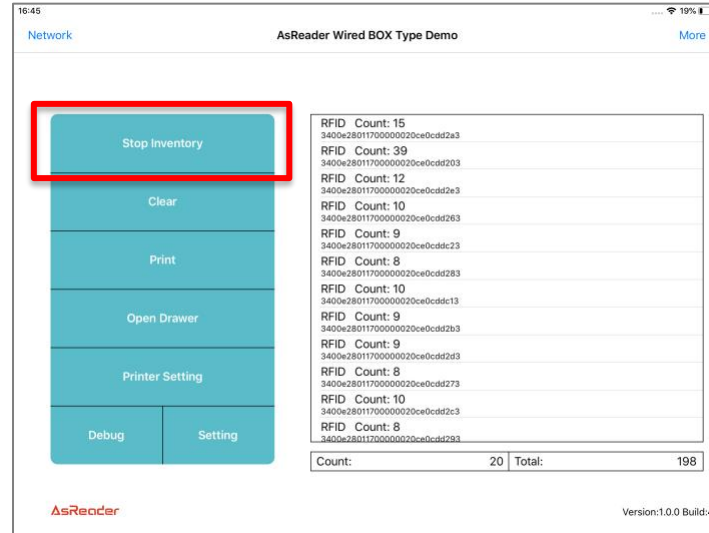 16:45
19%
Network
AsReader Wired BOX Type Demo
More
Stop Inventory
Clear
Print
Open Drawer
Printer Setting
Debug
Setting
RFID Count: 15
3400e28011700000020ce0cdd2a3
RFID Count: 39
3400e28011700000020ce0cdd203
RFID Count: 12
3400e28011700000020ce0cdd2e3
RFID Count: 10
3400e28011700000020ce0cdd263
RFID Count: 9
3400e28011700000020ce0cddc23
RFID Count: 8
3400e28011700000020ce0cdd283
RFID Count: 10
3400e28011700000020ce0cddc13
RFID Count: 9
3400e28011700000020ce0cdd2b3
RFID Count: 9
3400e28011700000020ce0cdd2d3
RFID Count: 8
3400e28011700000020ce0cdd273
RFID Count: 10
3400e28011700000020ce0cdd2c3
RFID Count: 8
3400e28011700000020ce0cdd293
Count: 20 Total: 198
AsReader
Version:1.0.0 Build: